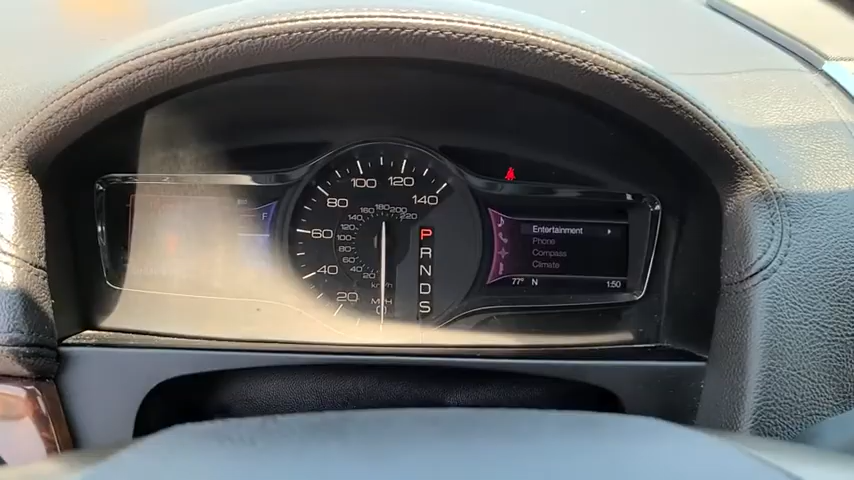 F
20
40
60
80
100
120
140
20
40
60
80
100
120
140
160
180
200
220
km/h
MPH
0
P
R
N
D
S
Entertainment
Phone
Compass
Climate
77° N
1:50